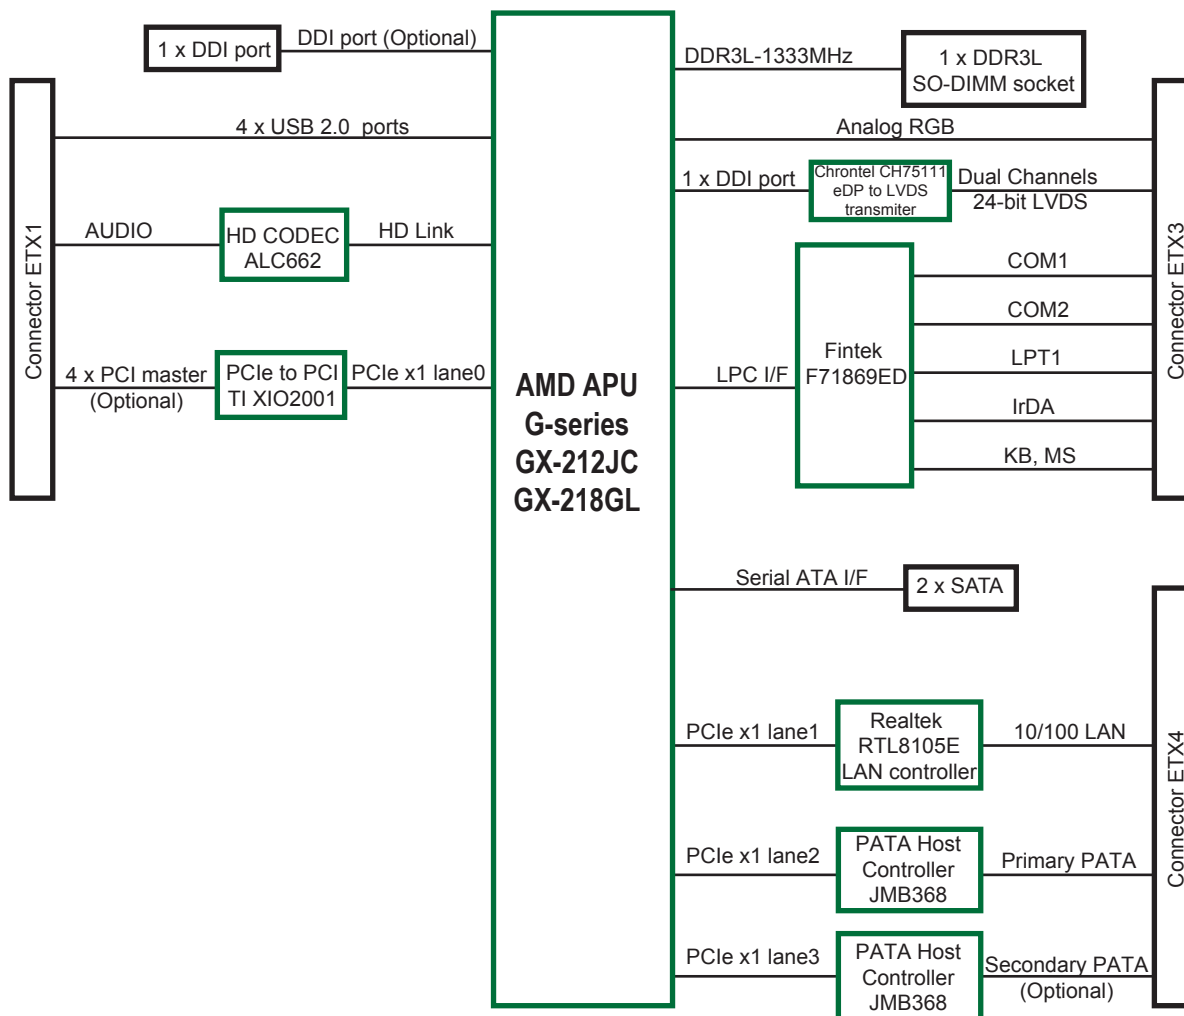 1 x DDI port
DDI port (Optional)
Connector ETX1
4 x USB 2.0 ports
AUDIO
HD CODEC
ALC662
HD Link
4 x PCI master
(Optional)
PCIe to PCI
TI XIO2001
PCIe x1 lane0
AMD APU
G-series
GX-212JC
GX-218GL
DDR3L-1333MHz
1 x DDR3L
SO-DIMM socket
Analog RGB
1 x DDI port
Chrontel CH75111
eDP to LVDS
transmiter
Dual Channels
24-bit LVDS
LPC I/F
Fintek
F71869ED
COM1
COM2
LPT1
IrDA
KB, MS
Connector ETX3
Serial ATA I/F
2 x SATA
PCIe x1 lane1
Realtek
RTL8105E
LAN controller
10/100 LAN
PCIe x1 lane2
PATA Host
Controller
JMB368
Primary PATA
PCIe x1 lane3
PATA Host
Controller
JMB368
Secondary PATA
(Optional)
Connector ETX4